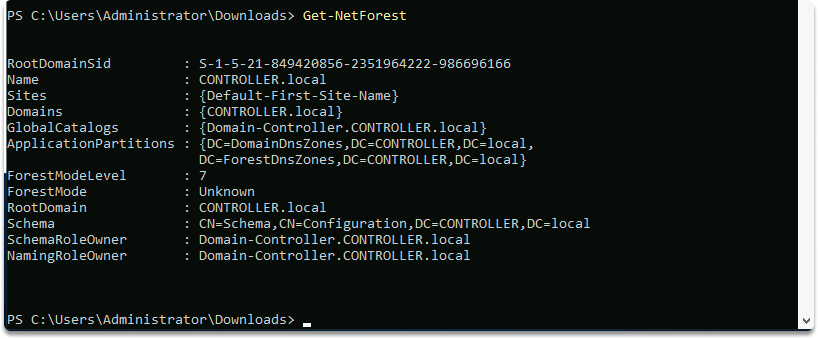 PS C:\Users\Administrator\Downloads> Get-NetForest
RootDomainSid : S-1-5-21-849420856-2351964222-986696166
Name : CONTROLLER.local
Sites : {Default-First-Site-Name}
Domains : {CONTROLLER.local}
GlobalCatalogs : {Domain-Controller.CONTROLLER.local}
ApplicationPartitions : {DC=DomainDnsZones,DC=CONTROLLER,DC=local,
DC=ForestDnsZones,DC=CONTROLLER,DC=local}
ForestModeLevel : 7
ForestMode : Unknown
RootDomain : CONTROLLER.local
Schema : CN=Schema,CN=Configuration,DC=CONTROLLER,DC=local
SchemaRoleOwner : Domain-Controller.CONTROLLER.local
NamingRoleOwner : Domain-Controller.CONTROLLER.local
PS C:\Users\Administrator\Downloads>